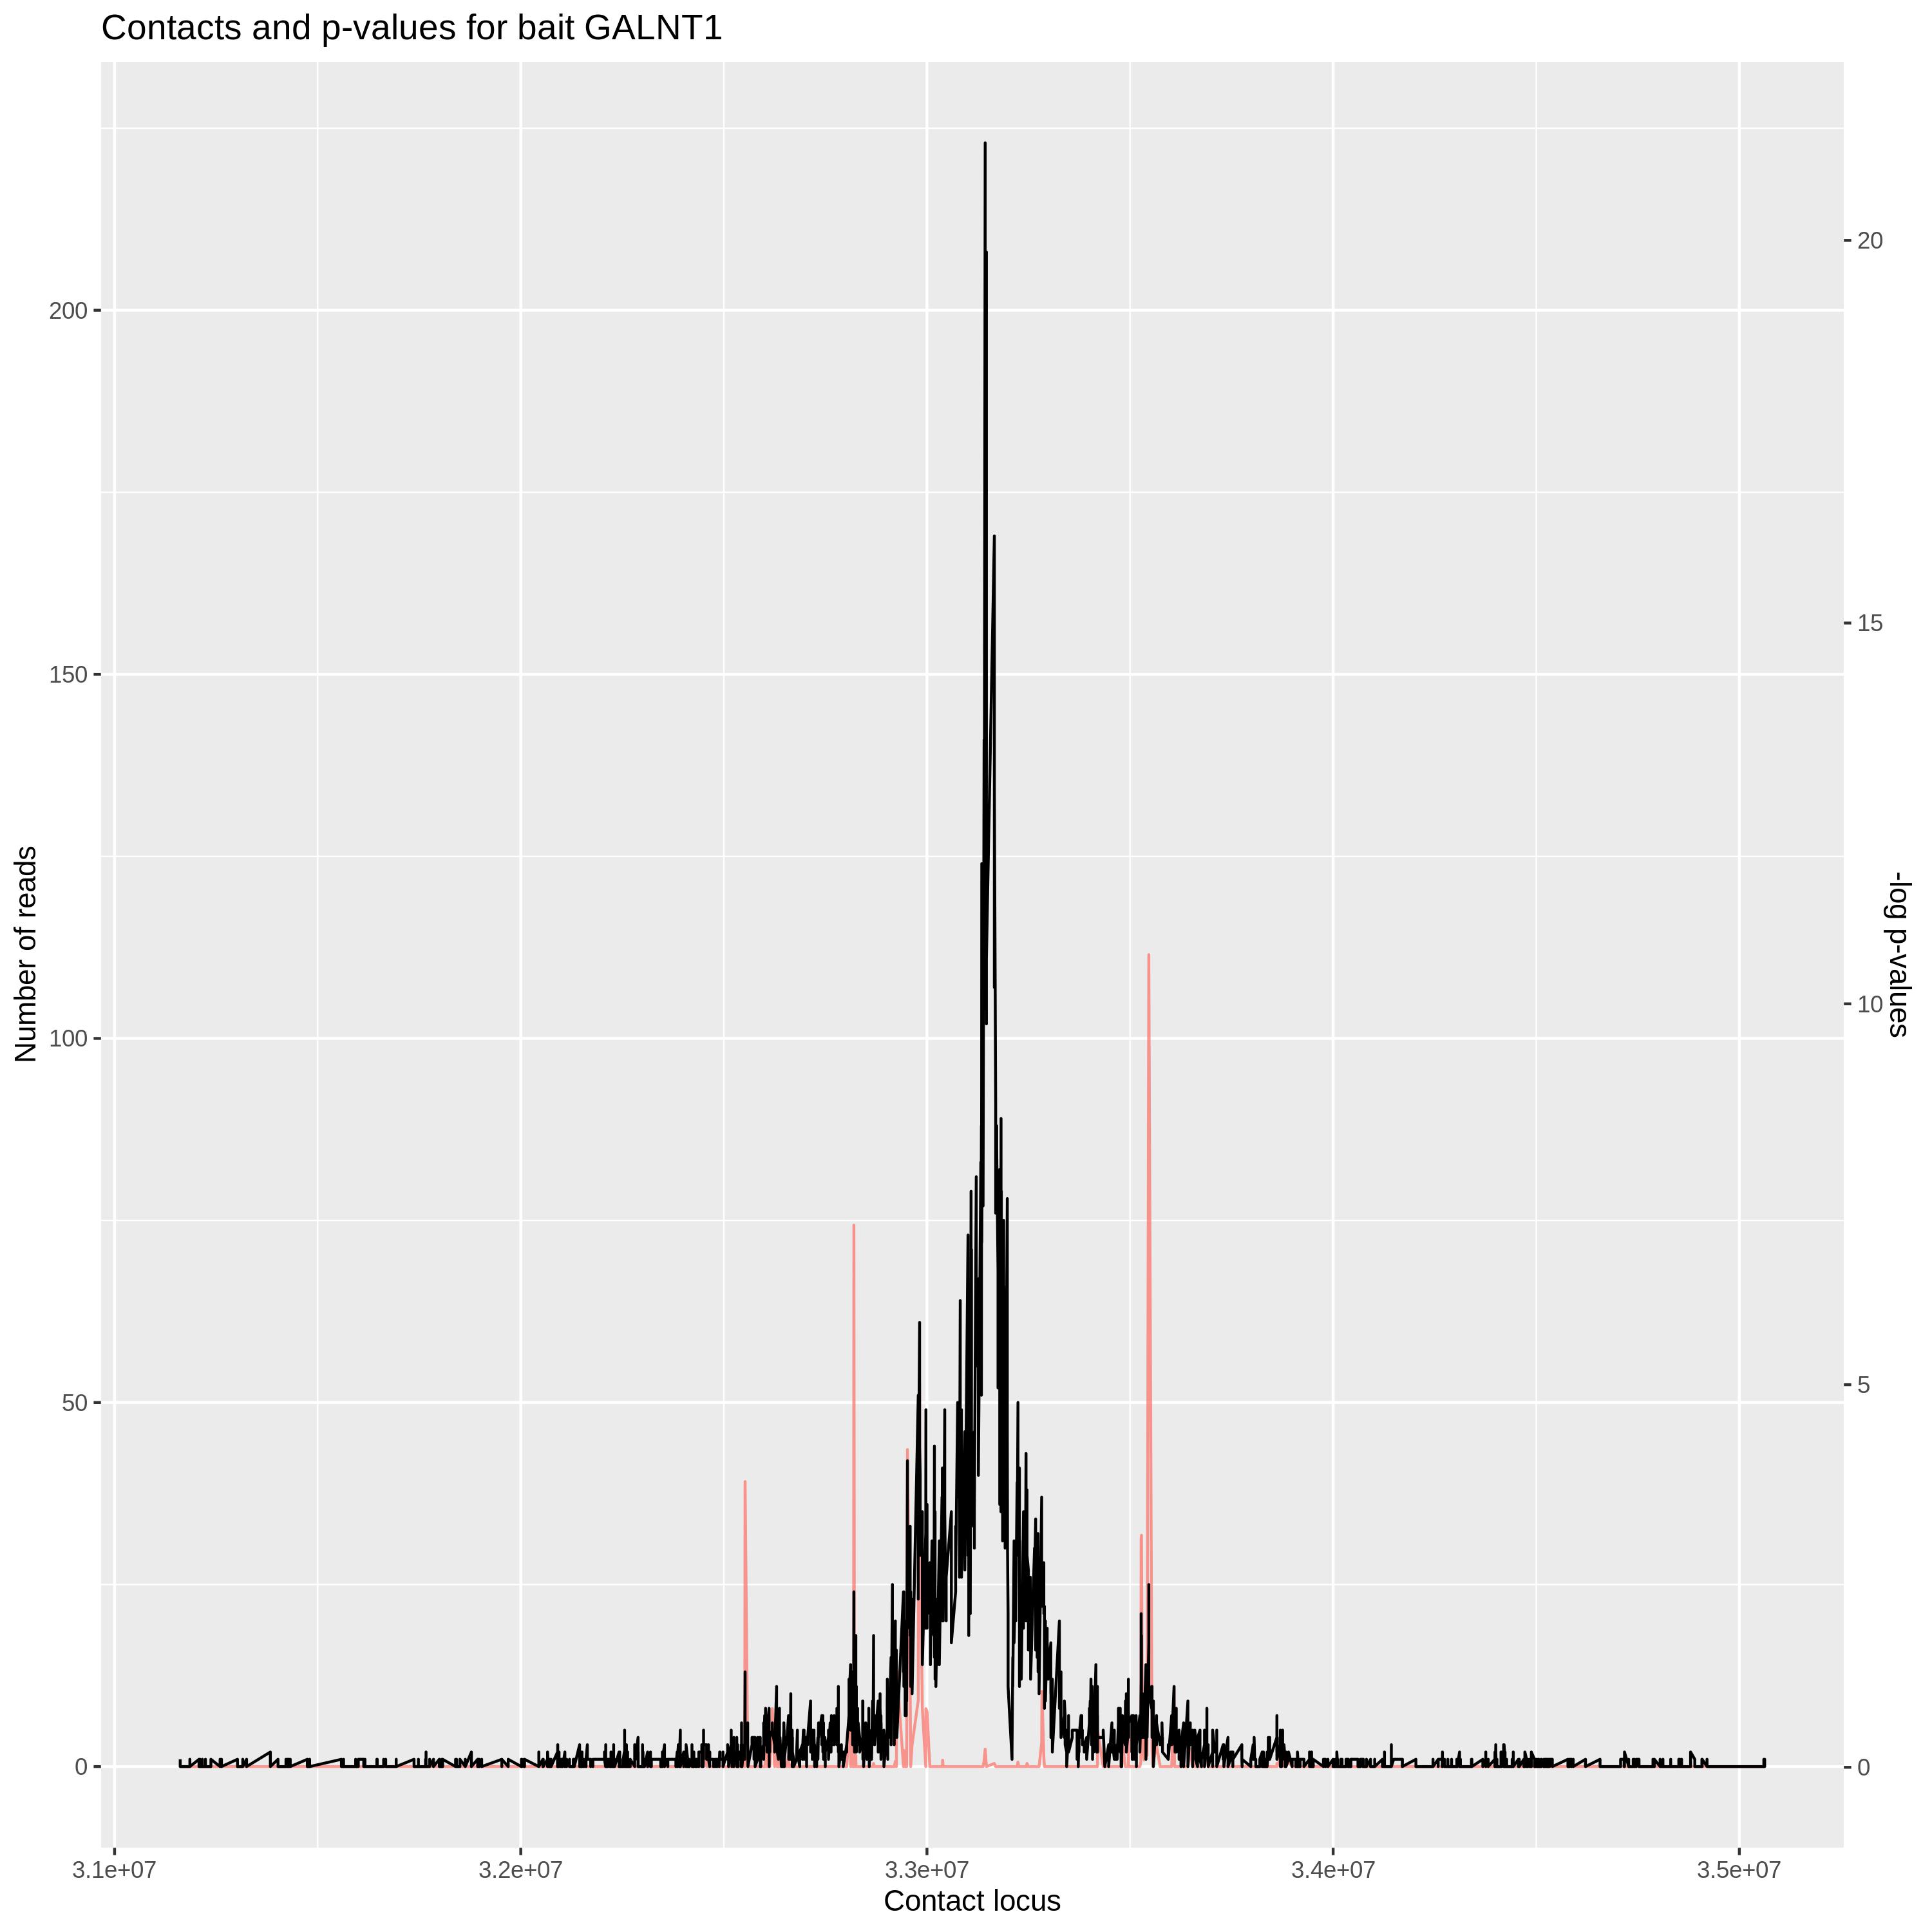 Contacts and p-values for bait GALNT1
Number of reads
200
150
100
50
0
20
15
10
5
0
-log p-values
3.1e+07 3.2e+07 3.3e+07 3.4e+07 3.5e+07
Contact locus